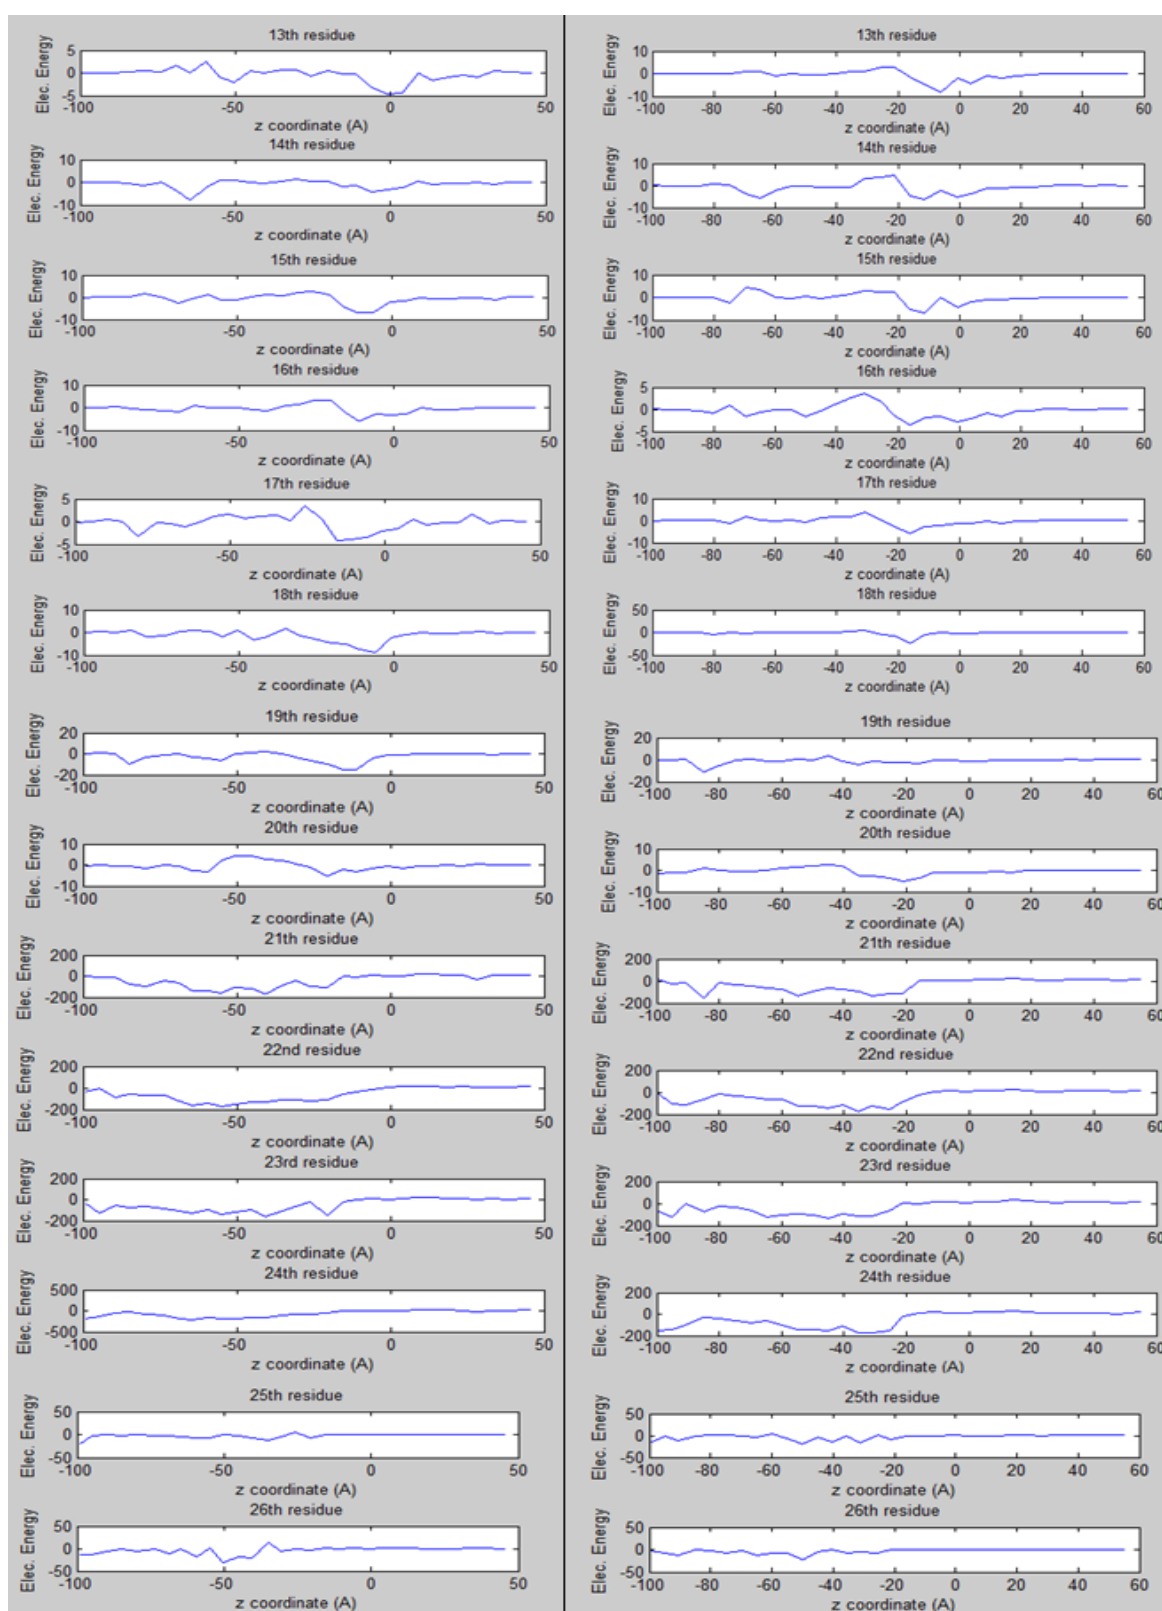 13th residue
Elec. Energy
5
0
-5
-100 -50 0 50
z coordinate (A)
14th residue
Elec. Energy
10
0
-10
-100 -50 0 50
z coordinate (A)
15th residue
Elec. Energy
10
0
-10
-100 -50 0 50
z coordinate (A)
16th residue
Elec. Energy
10
0
-10
-100 -50 0 50
z coordinate (A)
17th residue
Elec. Energy
5
0
-5
-100 -50 0 50
z coordinate (A)
18th residue
Elec. Energy
10
0
-10
-100 -50 0 50
z coordinate (A)
19th residue
Elec. Energy
20
0
-20
-100 -50 0 50
z coordinate (A)
20th residue
Elec. Energy
10
0
-10
-100 -50 0 50
z coordinate (A)
21th residue
Elec. Energy
200
0
-200
-100 -50 0 50
z coordinate (A)
22nd residue
Elec. Energy
200
0
-200
-100 -50 0 50
z coordinate (A)
23rd residue
Elec. Energy
200
0
-200
-100 -50 0 50
z coordinate (A)
24th residue
Elec. Energy
500
0
-500
-100 -50 0 50
z coordinate (A)
25th residue
Elec. Energy
50
0
-50
-100 -50 0 50
z coordinate (A)
26th residue
Elec. Energy
50
0
-50
-100 -50 0 50
z coordinate (A)
13th residue
Elec. Energy
10
0
-10
-100 -80 -60 -40 -20 0 20 40 60
z coordinate (A)
14th residue
Elec. Energy
10
0
-10
-100 -80 -60 -40 -20 0 20 40 60
z coordinate (A)
15th residue
Elec. Energy
10
0
-10
-100 -80 -60 -40 -20 0 20 40 60
z coordinate (A)
16th residue
Elec. Energy
5
0
-5
-100 -80 -60 -40 -20 0 20 40 60
z coordinate (A)
17th residue
Elec. Energy
10
0
-10
-100 -80 -60 -40 -20 0 20 40 60
z coordinate (A)
18th residue
Elec. Energy
50
0
-50
-100 -80 -60 -40 -20 0 20 40 60
z coordinate (A)
19th residue
Elec. Energy
20
0
-20
-100 -80 -60 -40 -20 0 20 40 60
z coordinate (A)
20th residue
Elec. Energy
10
0
-10
-100 -80 -60 -40 -20 0 20 40 60
z coordinate (A)
21th residue
Elec. Energy
200
0
-200
-100 -80 -60 -40 -20 0 20 40 60
z coordinate (A)
22nd residue
Elec. Energy
200
0
-200
-100 -80 -60 -40 -20 0 20 40 60
z coordinate (A)
23rd residue
Elec. Energy
200
0
-200
-100 -80 -60 -40 -20 0 20 40 60
z coordinate (A)
24th residue
Elec. Energy
200
0
-200
-100 -80 -60 -40 -20 0 20 40 60
z coordinate (A)
25th residue
Elec. Energy
50
0
-50
-100 -80 -60 -40 -20 0 20 40 60
z coordinate (A)
26th residue
Elec. Energy
50
0
-50
-100 -80 -60 -40 -20 0 20 40 60
z coordinate (A)